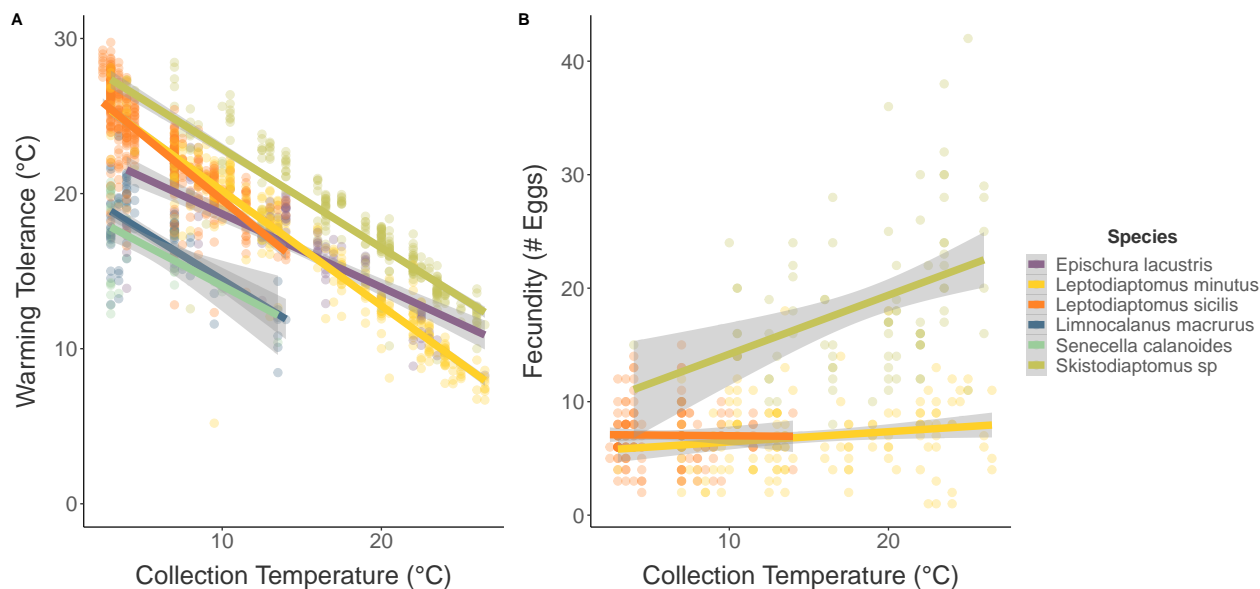 A
30
20
10
0
Warming Tolerance (°C)
10
20
Collection Temperature (°C)
B
40
30
20
10
0
Fecundity (# Eggs)
10
20
Collection Temperature (°C)
Species
Epischura lacustris
Leptodiaptomus minutus
Leptodiaptomus sicilis
Limnocalanus macrurus
Senecella calanoides
Skistodiaptomus sp